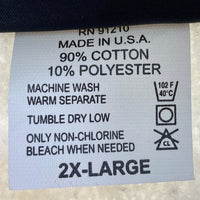 RN 91210
MADE IN U.S.A.
90% COTTON
10% POLYESTER
MACHINE WASH
WARM SEPARATE
102 F
40°C
TUMBLE DRY LOW
ONLY NON-CHLORINE
BLEACH WHEN NEEDED
CL
2X-LARGE